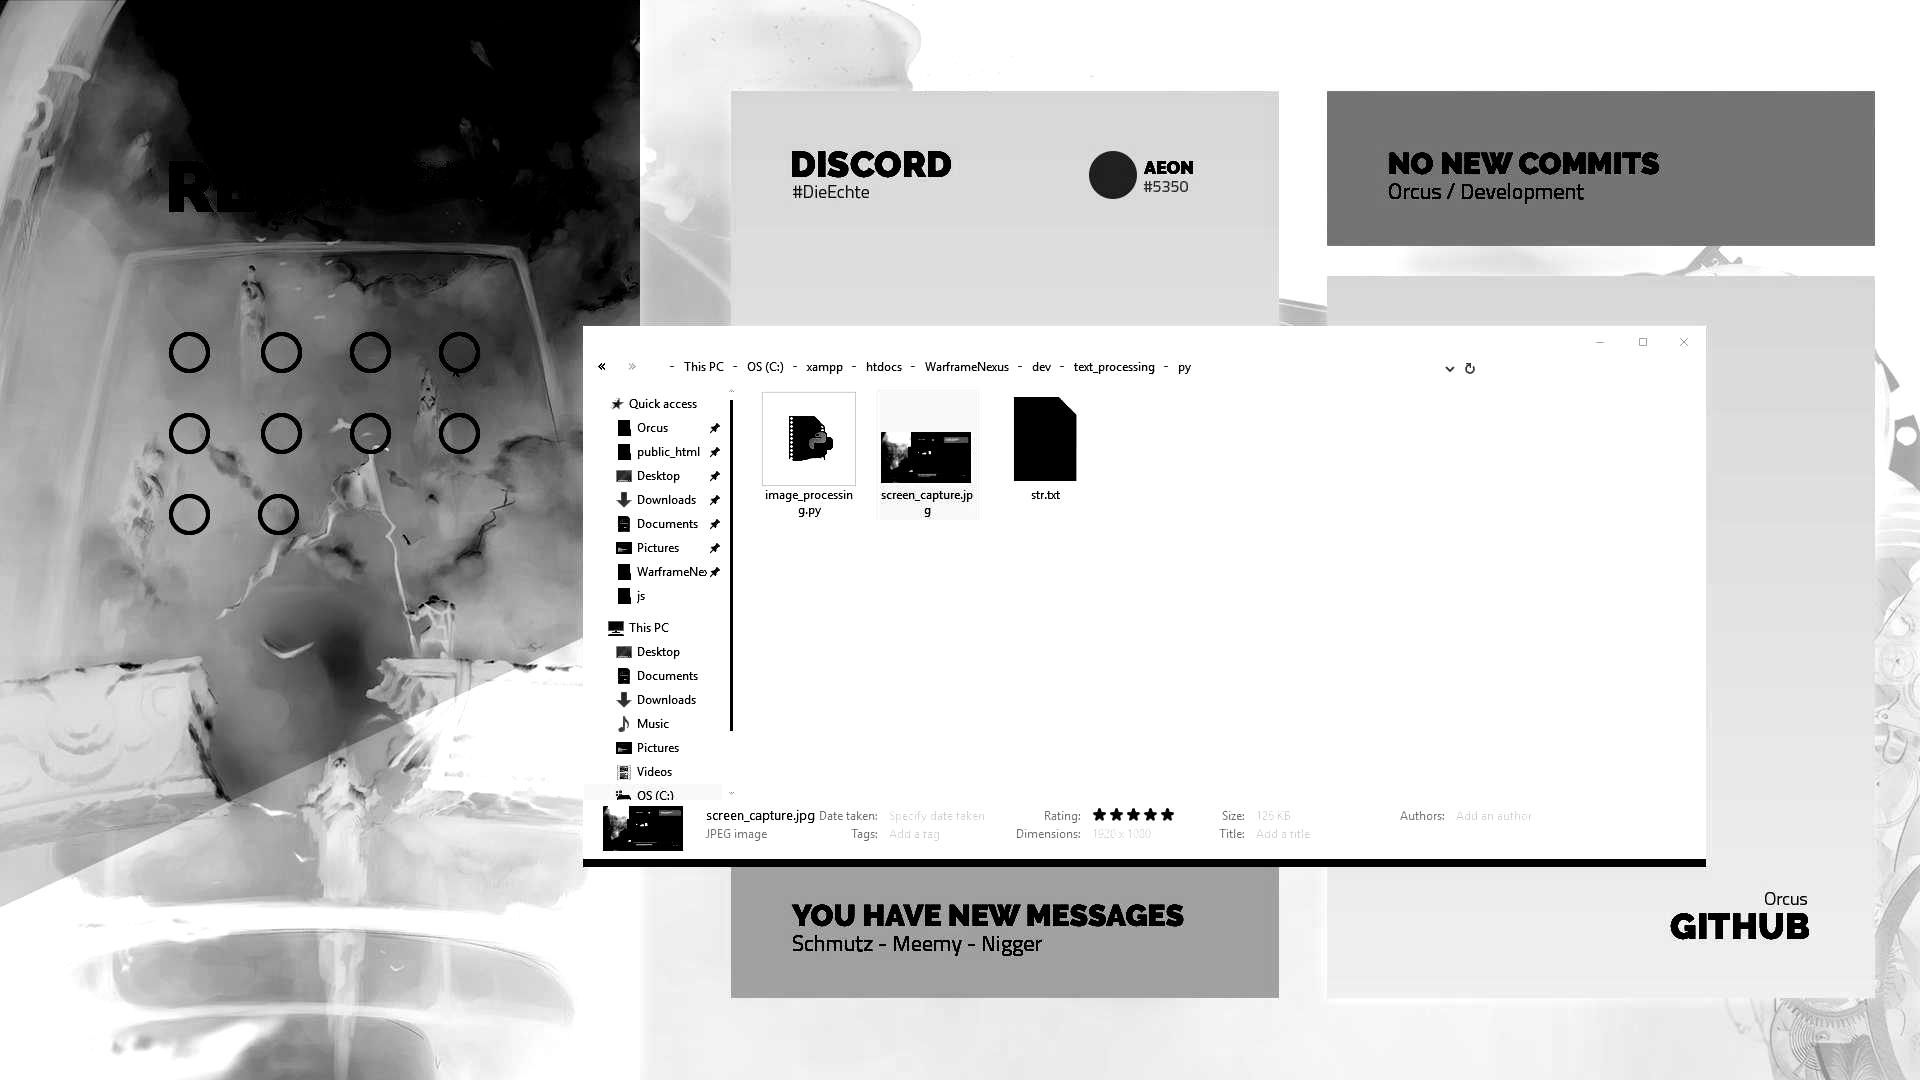 DISCORD
#DieEchte
AEON
#5350
NO NEW COMMITS
Orcus / Development
« » - This PC - OS (C:) - xampp - htdocs - WarframeNexus - dev - text_processing - py
Quick access
Orcus
public_html
Desktop
Downloads
Documents
Pictures
WarframeNe
js
This PC
Desktop
Documents
Downloads
Music
Pictures
Videos
OS (C:)
image_processin
g.py
screen_capture.jp
g
str.txt
screen_capture.jpg Date taken: Specify date taken Rating: ★★★★★ Size: 126 KB Authors: Add an author
JPEG image Tags: Add a tag Dimensions: 1920 x 1080 Title: Add a title
YOU HAVE NEW MESSAGES
Schmutz - Meemy - Nigger
Orcus
GITHUB